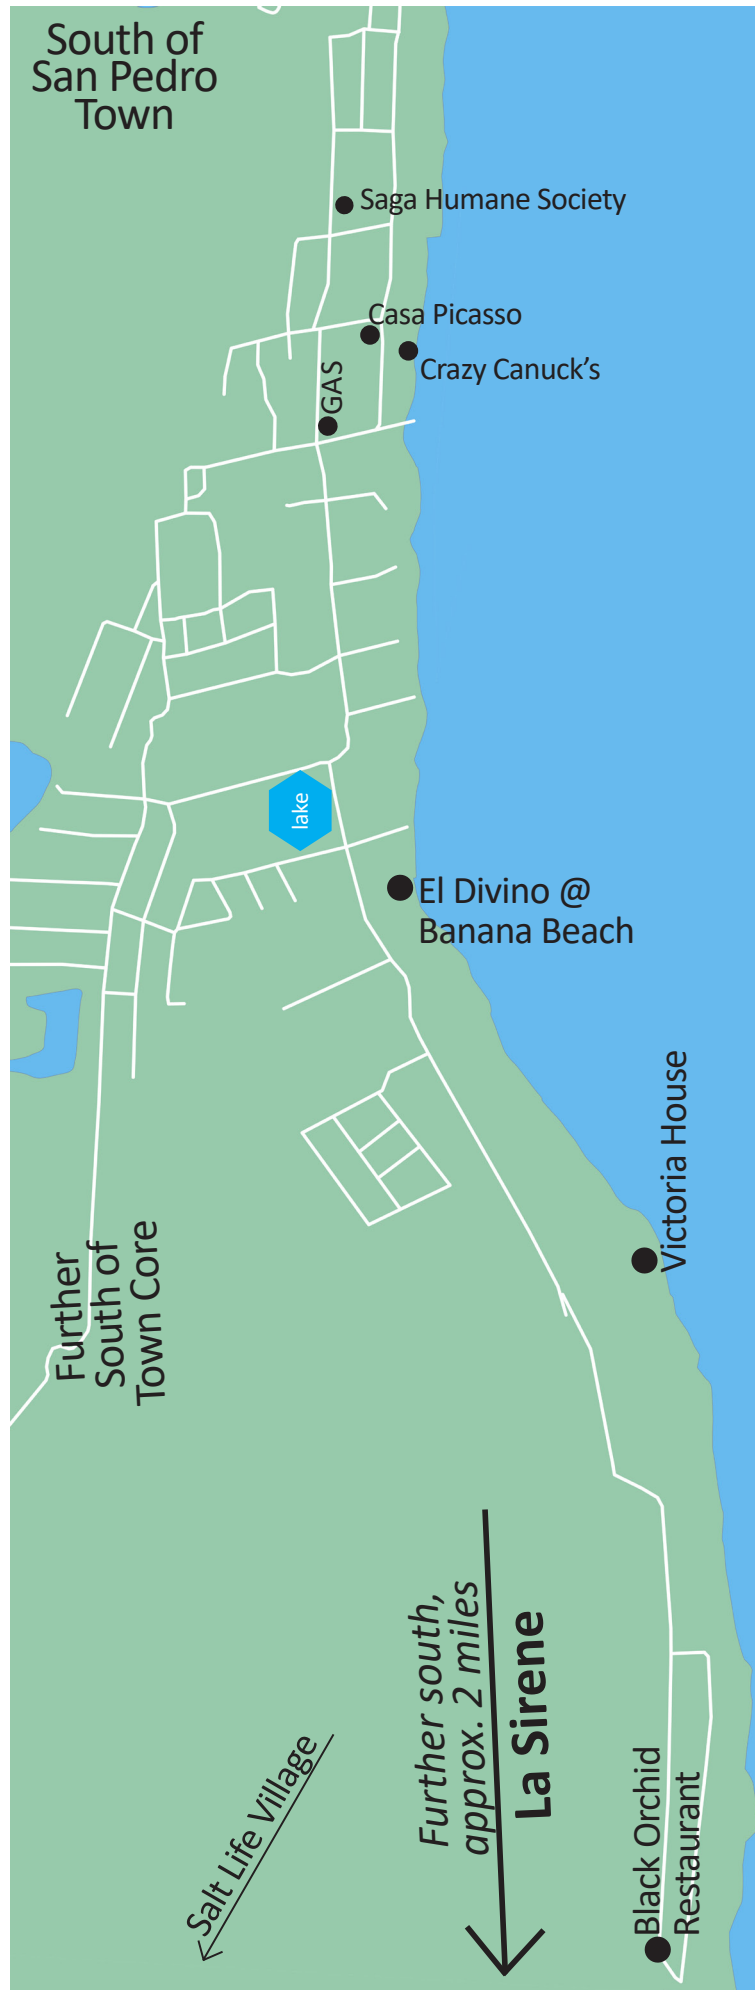 South of
San Pedro
Town
Saga Humane Society
Casa Picasso
Crazy Canuck's
GAS
lake
El Divino @
Banana Beach
Victoria House
Further
South of
Town Core
Further south,
approx. 2 miles
La Sirene
Salt Life Village
Black Orchid
Restaurant